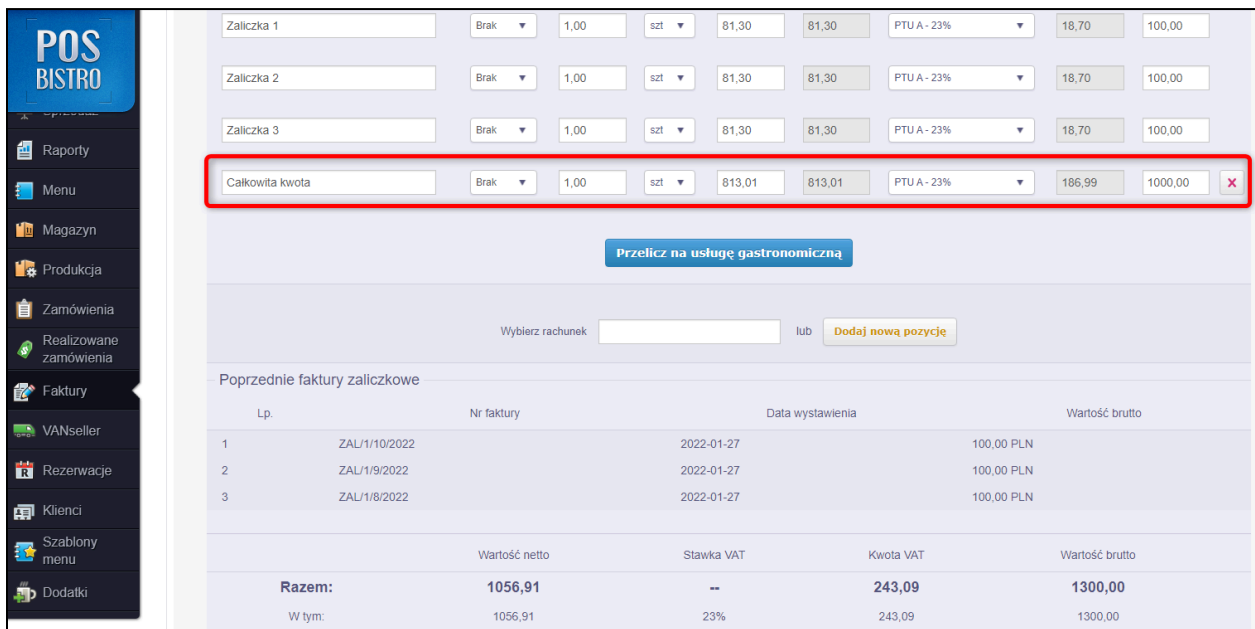 POS
BISTRO
Sprzedaż
Raporty
Menu
Magazyn
Produkcja
Zamówienia
Realizowane
zamówienia
Faktury
VANseller
Rezerwacje
Klienci
Szablony
menu
Dodatki
Zaliczka 1 Brak 1,00 szt 81,30 81,30 PTU A - 23% 18,70 100,00
Zaliczka 2 Brak 1,00 szt 81,30 81,30 PTU A - 23% 18,70 100,00
Zaliczka 3 Brak 1,00 szt 81,30 81,30 PTU A - 23% 18,70 100,00
Całkowita kwota Brak 1,00 szt 813,01 813,01 PTU A - 23% 186,99 1000,00 x
Przelicz na usługę gastronomiczną
Wybierz rachunek lub Dodaj nową pozycję
Poprzednie faktury zaliczkowe
Lp. Nr faktury Data wystawienia Wartość brutto
1 ZAL/1/10/2022 2022-01-27 100,00 PLN
2 ZAL/1/9/2022 2022-01-27 100,00 PLN
3 ZAL/1/8/2022 2022-01-27 100,00 PLN
Wartość netto Stawka VAT Kwota VAT Wartość brutto
Razem: 1056,91 -- 243,09 1300,00
W tym: 1056,91 23% 243,09 1300,00